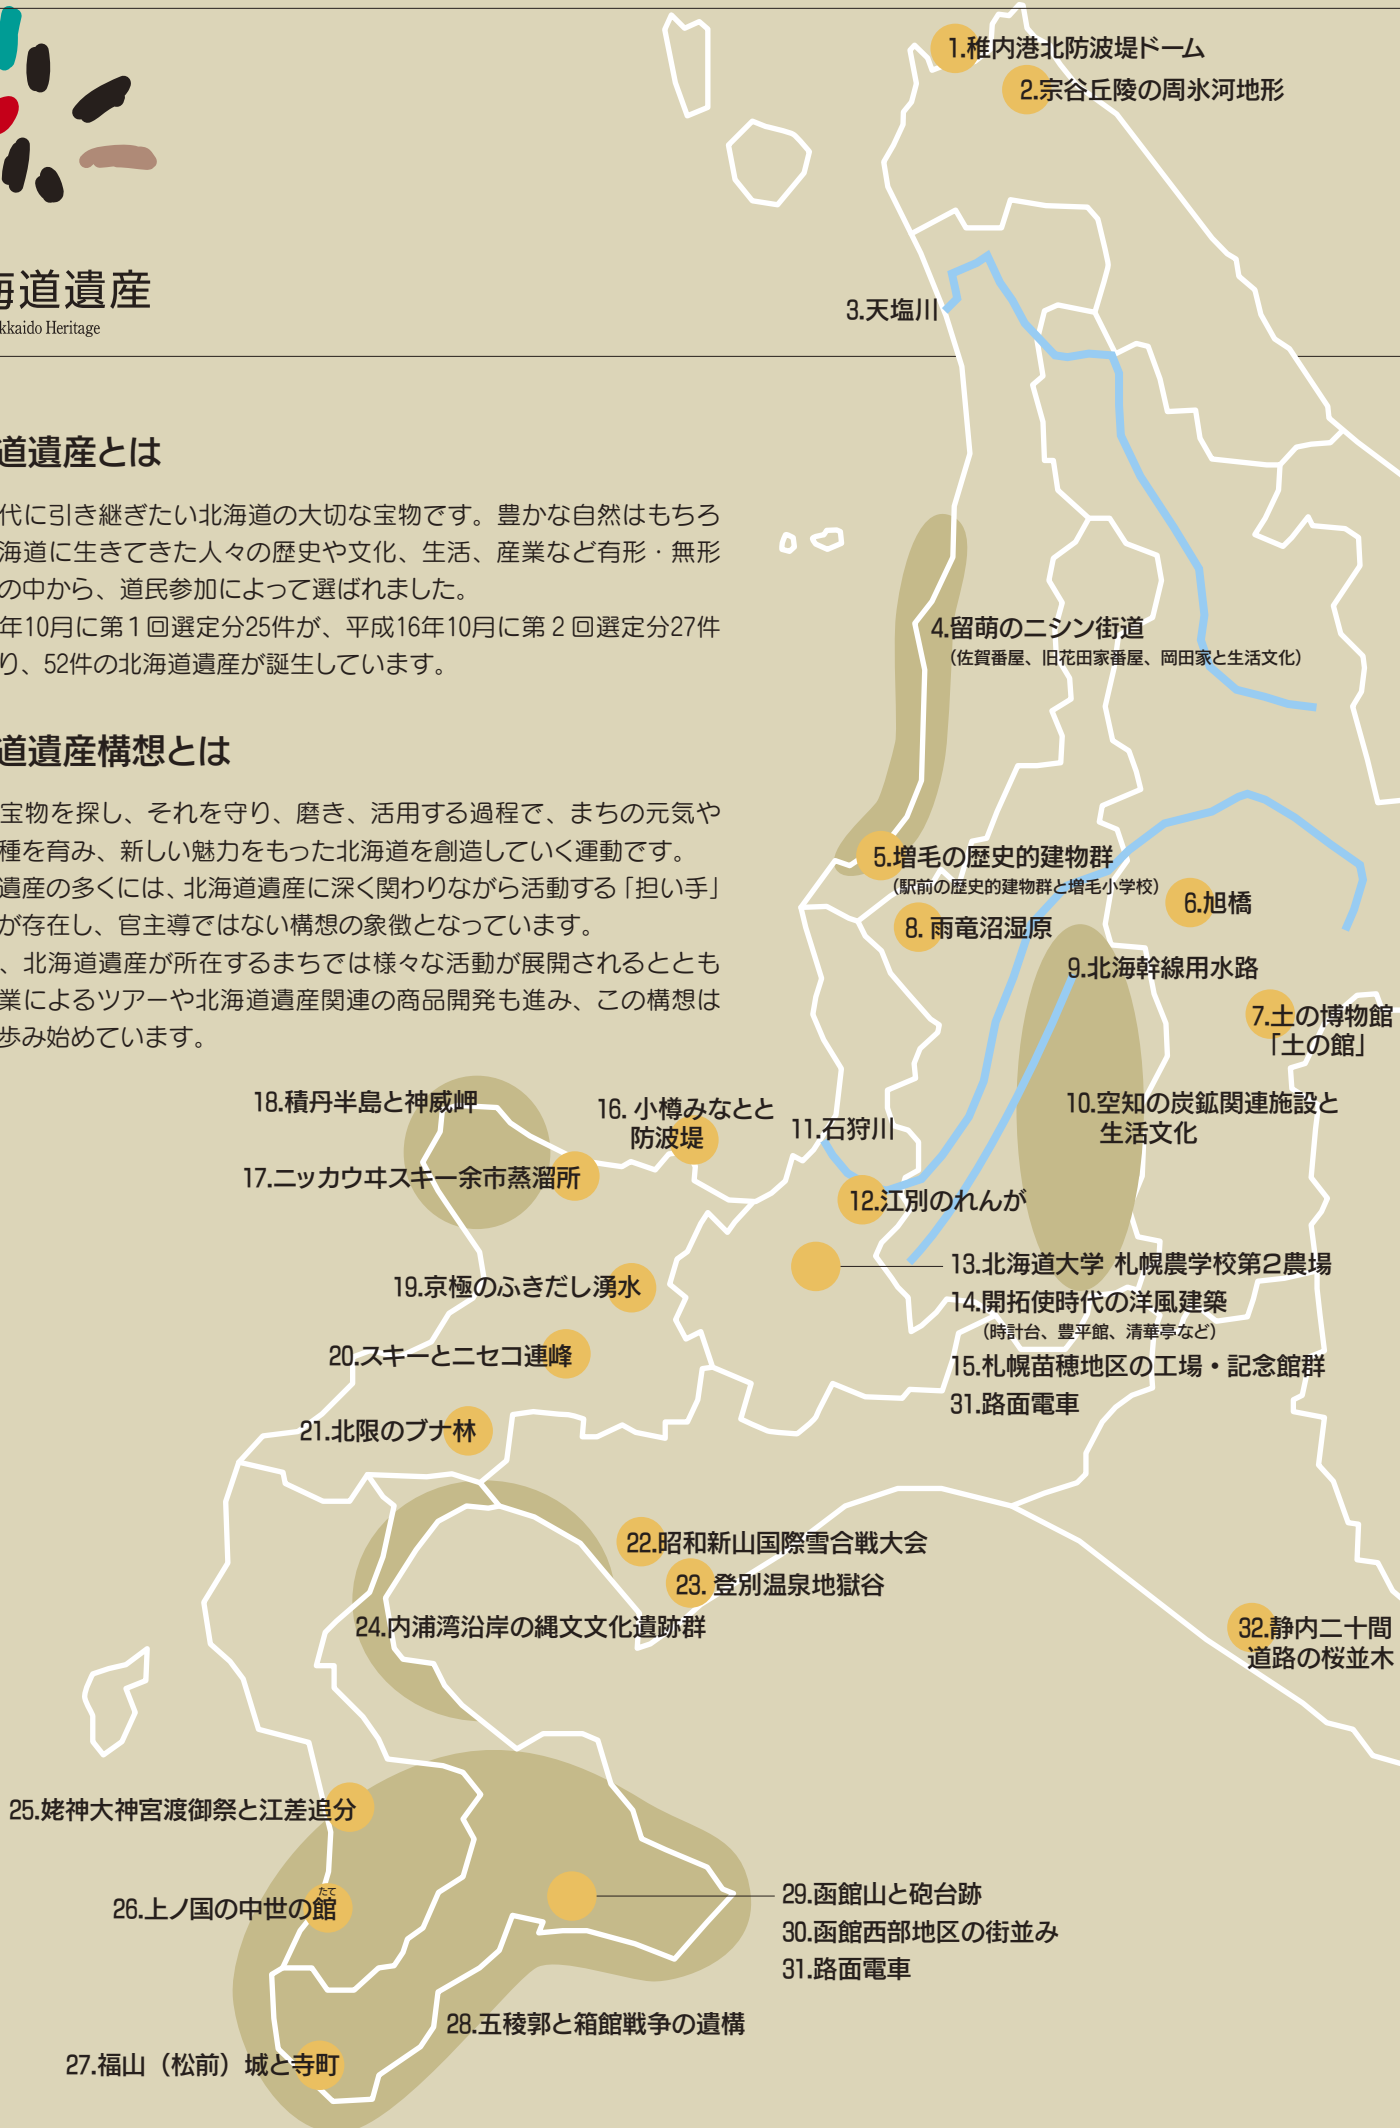 海道遺産
kkaido Heritage
道遺産とは
代に引き継ぎたい北海道の大切な宝物です。豊かな自然はもちろ
海道に生きてきた人々の歴史や文化、生活、産業など有形・無形
の中から、道民参加によって選ばれました。
年10月に第1回選定分25件が、平成16年10月に第2回選定分27件
り、52件の北海道遺産が誕生しています。
道遺産構想とは
宝物を探し、それを守り、磨き、活用する過程で、まちの元気や
種を育み、新しい魅力をもった北海道を創造していく運動です。
遺産の多くには、北海道遺産に深く関わりながら活動する「担い手」
が存在し、官主導ではない構想の象徴となっています。
、北海道遺産が所在するまちでは様々な活動が展開されるととも
業によるツアーや北海道遺産関連の商品開発も進み、この構想は
歩み始めています。
1.稚内港北防波堤ドーム
2.宗谷丘陵の周氷河地形
3.天塩川
4.留萌のニシン街道
（佐賀番屋、旧花田家番屋、岡田家と生活文化）
5.増毛の歴史的建物群
（駅前の歴史的建物群と増毛小学校）
6.旭橋
8. 雨竜沼湿原
9.北海幹線用水路
7.土の博物館
「土の館」
10.空知の炭鉱関連施設と
生活文化
18.積丹半島と神威岬
16. 小樽みなとと
防波堤
11.石狩川
17.ニッカウヰスキー余市蒸溜所
12.江別のれんが
13.北海道大学 札幌農学校第2農場
14.開拓使時代の洋風建築
（時計台、豊平館、清華亭など）
15.札幌苗穂地区の工場・記念館群
31.路面電車
19.京極のふきだし湧水
20.スキーとニセコ連峰
21.北限のブナ林
22.昭和新山国際雪合戦大会
23. 登別温泉地獄谷
24.内浦湾沿岸の縄文文化遺跡群
32.静内二十間
道路の桜並木
25.姥神大神宮渡御祭と江差追分
たて
26.上ノ国の中世の館
29.函館山と砲台跡
30.函館西部地区の街並み
31.路面電車
28.五稜郭と箱館戦争の遺構
27.福山（松前）城と寺町